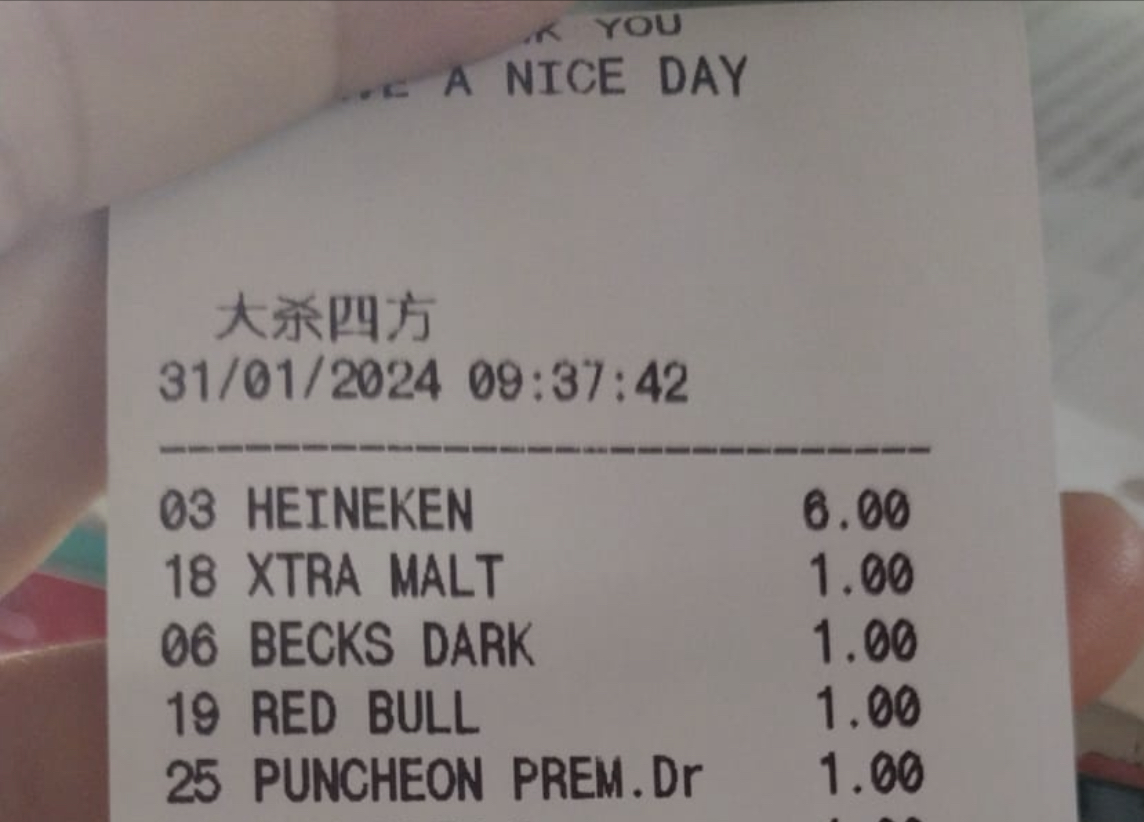 YOU
A NICE DAY
大杀四方
31/01/2024 09:37:42
--------------------------------
03 HEINEKEN 6.00
18 XTRA MALT 1.00
06 BECKS DARK 1.00
19 RED BULL 1.00
25 PUNCHEON PREM.Dr 1.00